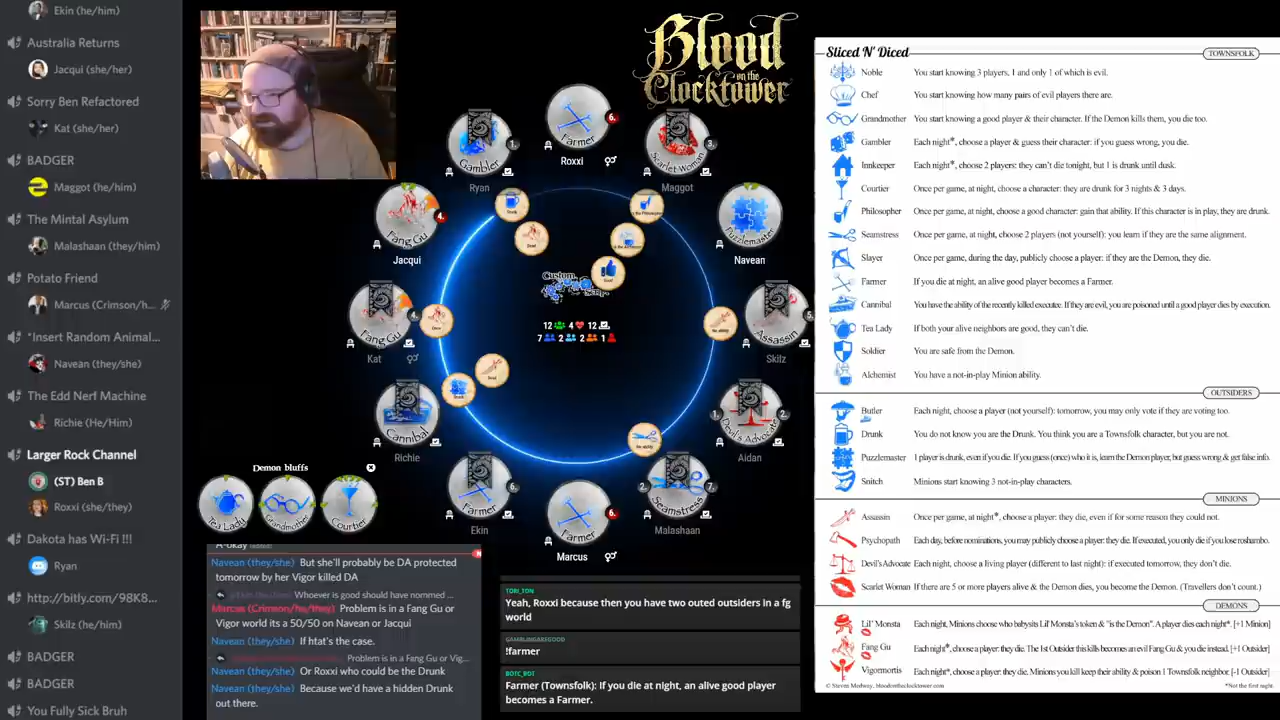 Ekin (he/him)
Australia Returns
Jacqui (she/her)
Sorry Ben Refactored
Kat (she/her)
BADGER
Maggot (he/him)
The Mintal Asylum
Malashaan (they/him)
Potato Friend
Marcus (Crimson/h...
*Insert Random Animal...
Navean (they/she)
The Edd Nerf Machine
Richie (He/Him)
Larger Rock Channel
(ST) Ben B
Roxxi (she/they)
Dakota has Wi-Fi !!!
Ryan
Skilz (he/him)
BADGER
You Fully Sick Bruh
Blood
on the
Clocktower
Farmer
Roxxi
Gambler
Ryan
Scarlet Woman
Maggot
Fang Gu
Jacqui
Puzzlemaster
Navean
Fang Gu
Kat
Assassin
Skilz
Cannibal
Richie
Devil's Advocate
Aidan
Farmer
Ekin
Farmer
Marcus
Seamstress
Malashaan
Custom
Script
12 4 12
7 2 2 1
Demon bluffs
Tea Lady
Grandmother
Courtier
Navean (they/she) But she'll probably be DA protected
tomorrow by her Vigor killed DA
Whoever is good should have nommed ...
Marcus (Crimson/he/they) Problem is in a Fang Gu or
Vigor world its a 50/50 on Navean or Jacqui
Navean (they/she) If htat's the case.
Problem is in a Fang Gu or Vig...
Navean (they/she) Or Roxxi who could be the Drunk
Navean (they/she) Because we'd have a hidden Drunk
out there.
TORI_TON
Yeah, Roxxi because then you have two outed outsiders in a fg
world
!farmer
BOTC_BOT
Farmer (Townsfolk): If you die at night, an alive good player
becomes a Farmer.
Sliced N' Diced
TOWNSFOLK
Noble You start knowing 3 players, 1 and only 1 of which is evil.
Chef You start knowing how many pairs of evil players there are.
Grandmother You start knowing a good player & their character. If the Demon kills them, you die too.
Gambler Each night*, choose a player & guess their character: if you guess wrong, you die.
Innkeeper Each night*, choose 2 players: they can't die tonight, but 1 is drunk until dusk.
Courtier Once per game, at night, choose a character: they are drunk for 3 nights & 3 days.
Philosopher Once per game, at night, choose a good character: gain that ability. If this character is in play, they are drunk.
Seamstress Once per game, at night, choose 2 players (not yourself): you learn if they are the same alignment.
Slayer Once per game, during the day, publicly choose a player: if they are the Demon, they die.
Farmer If you die at night, an alive good player becomes a Farmer.
Cannibal You have the ability of the recently killed executee. If they are evil, you are poisoned until a good player dies by execution.
Tea Lady If both your alive neighbors are good, they can't die.
Soldier You are safe from the Demon.
Alchemist You have a not-in-play Minion ability.
OUTSIDERS
Butler Each night, choose a player (not yourself): tomorrow, you may only vote if they are voting too.
Drunk You do not know you are the Drunk. You think you are a Townsfolk character, but you are not.
Puzzlemaster 1 player is drunk, even if you die. If you guess (once) who it is, learn the Demon player, but guess wrong & get false info.
Snitch Minions start knowing 3 not-in-play characters.
MINIONS
Assassin Once per game, at night*, choose a player: they die, even if for some reason they could not.
Psychopath Each day, before nominations, you may publicly choose a player: they die. If executed, you only die if you lose roshambo.
Devil's Advocate Each night, choose a living player (different to last night): if executed tomorrow, they don't die.
Scarlet Woman If there are 5 or more players alive & the Demon dies, you become the Demon. (Travellers don't count.)
DEMONS
Lil' Monsta Each night, Minions choose who babysits Lil' Monsta's token & "is the Demon". A player dies each night*. [+1 Minion]
Fang Gu Each night*, choose a player: they die. The 1st Outsider this kills becomes an evil Fang Gu & you die instead. [+1 Outsider]
Vigormortis Each night*, choose a player: they die. Minions you kill keep their ability & poison 1 Townsfolk neighbor. [-1 Outsider]
© Steven Medway, bloodontheclocktower.com
*Not the first night.